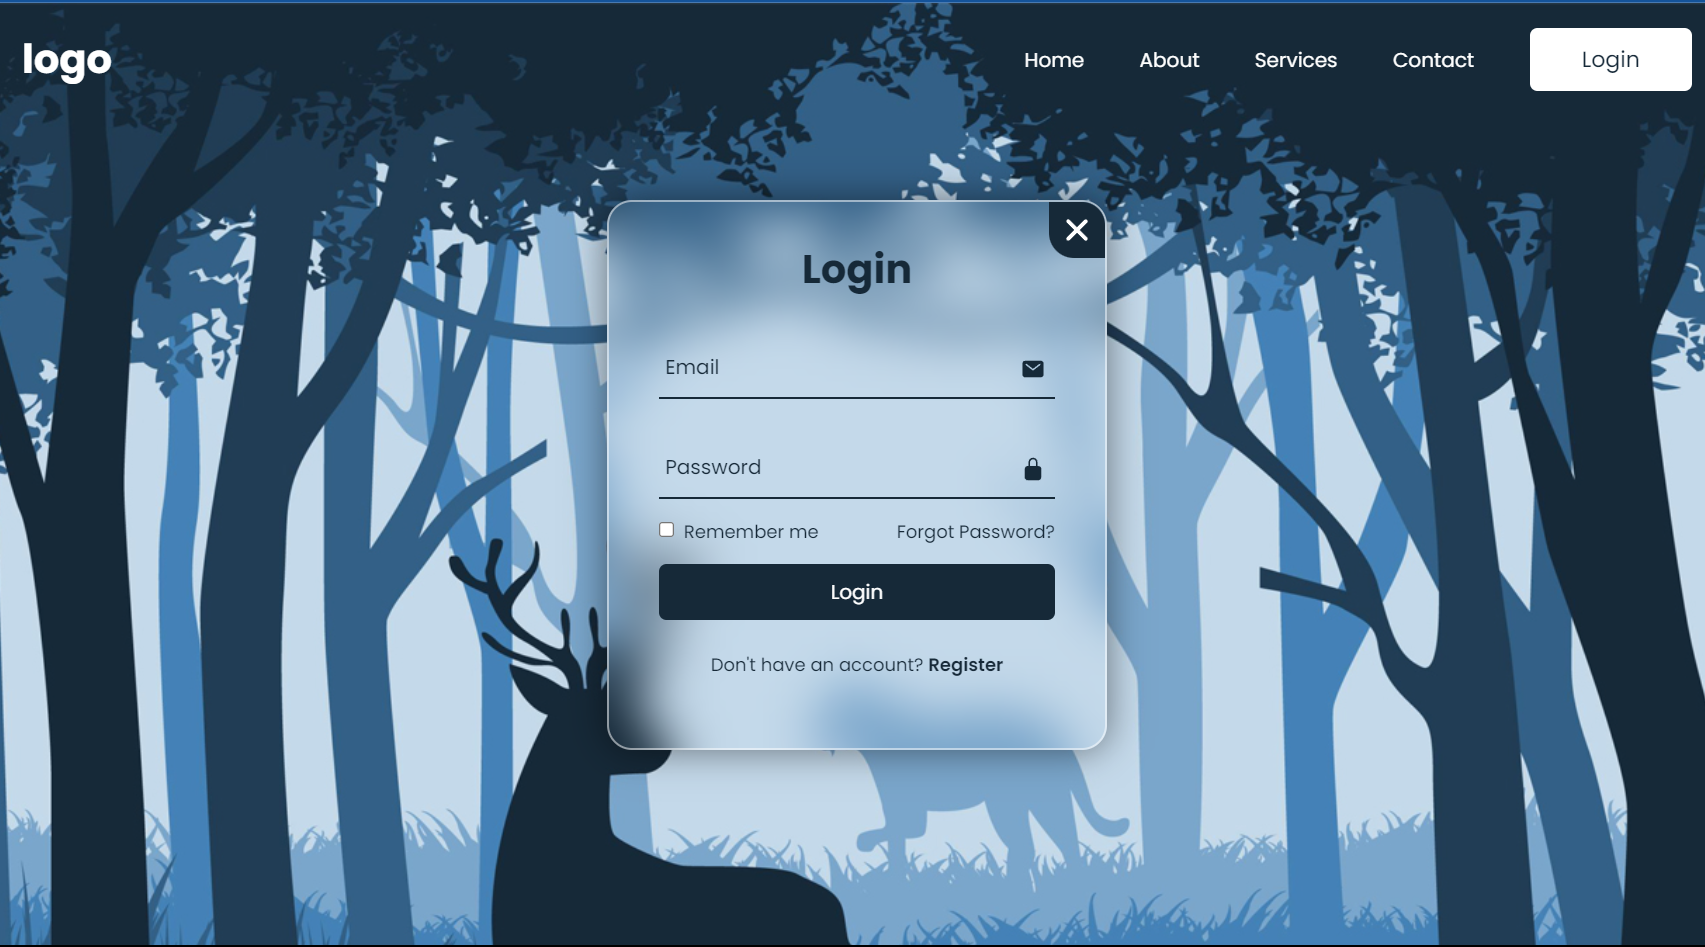 logo
Home About Services Contact Login
Login
Email
Password
Remember me Forgot Password?
Login
Don't have an account? Register